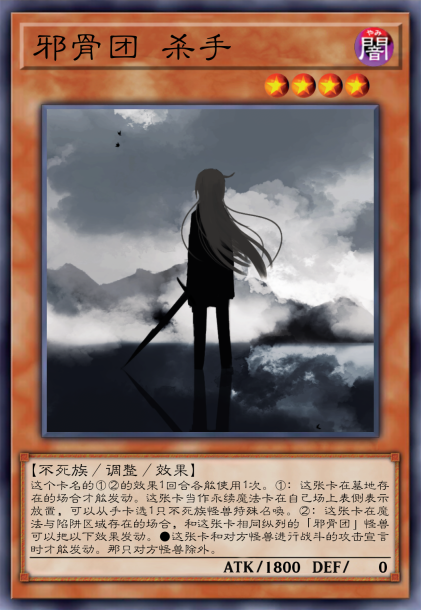 邪骨团 杀手
やみ
闇
【不死族／调整／效果】
这个卡名的①②的效果1回合各能使用1次。①：这张卡在墓地存
在的场合才能发动。这张卡当作永续魔法卡在自己场上表侧表示
放置，可以从手卡选1只不死族怪兽特殊召唤。②：这张卡在魔
法与陷阱区域存在的场合，和这张卡相同纵列的「邪骨团」怪兽
可以把以下效果发动。●这张卡和对方怪兽进行战斗的攻击宣言
时才能发动。那只对方怪兽除外。
ATK/1800 DEF/ 0